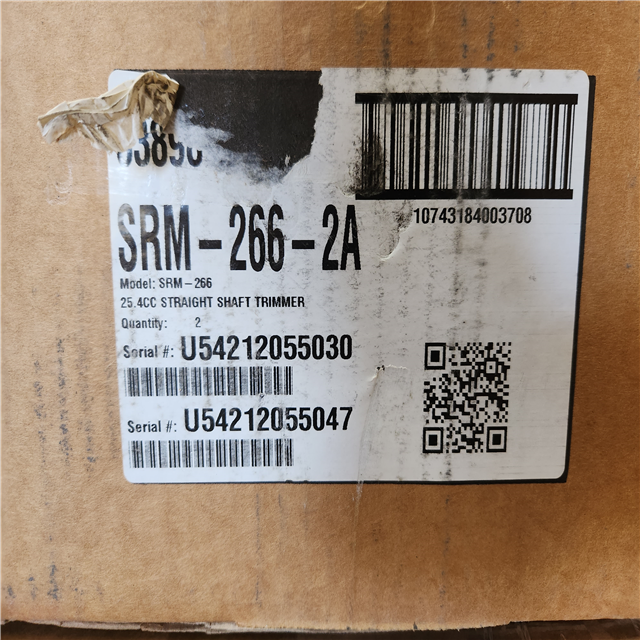 SRM-266-2A
10743184003708
Model: SRM-266
25.4CC STRAIGHT SHAFT TRIMMER
Quantity: 2
Serial #: U54212055030
Serial #: U54212055047